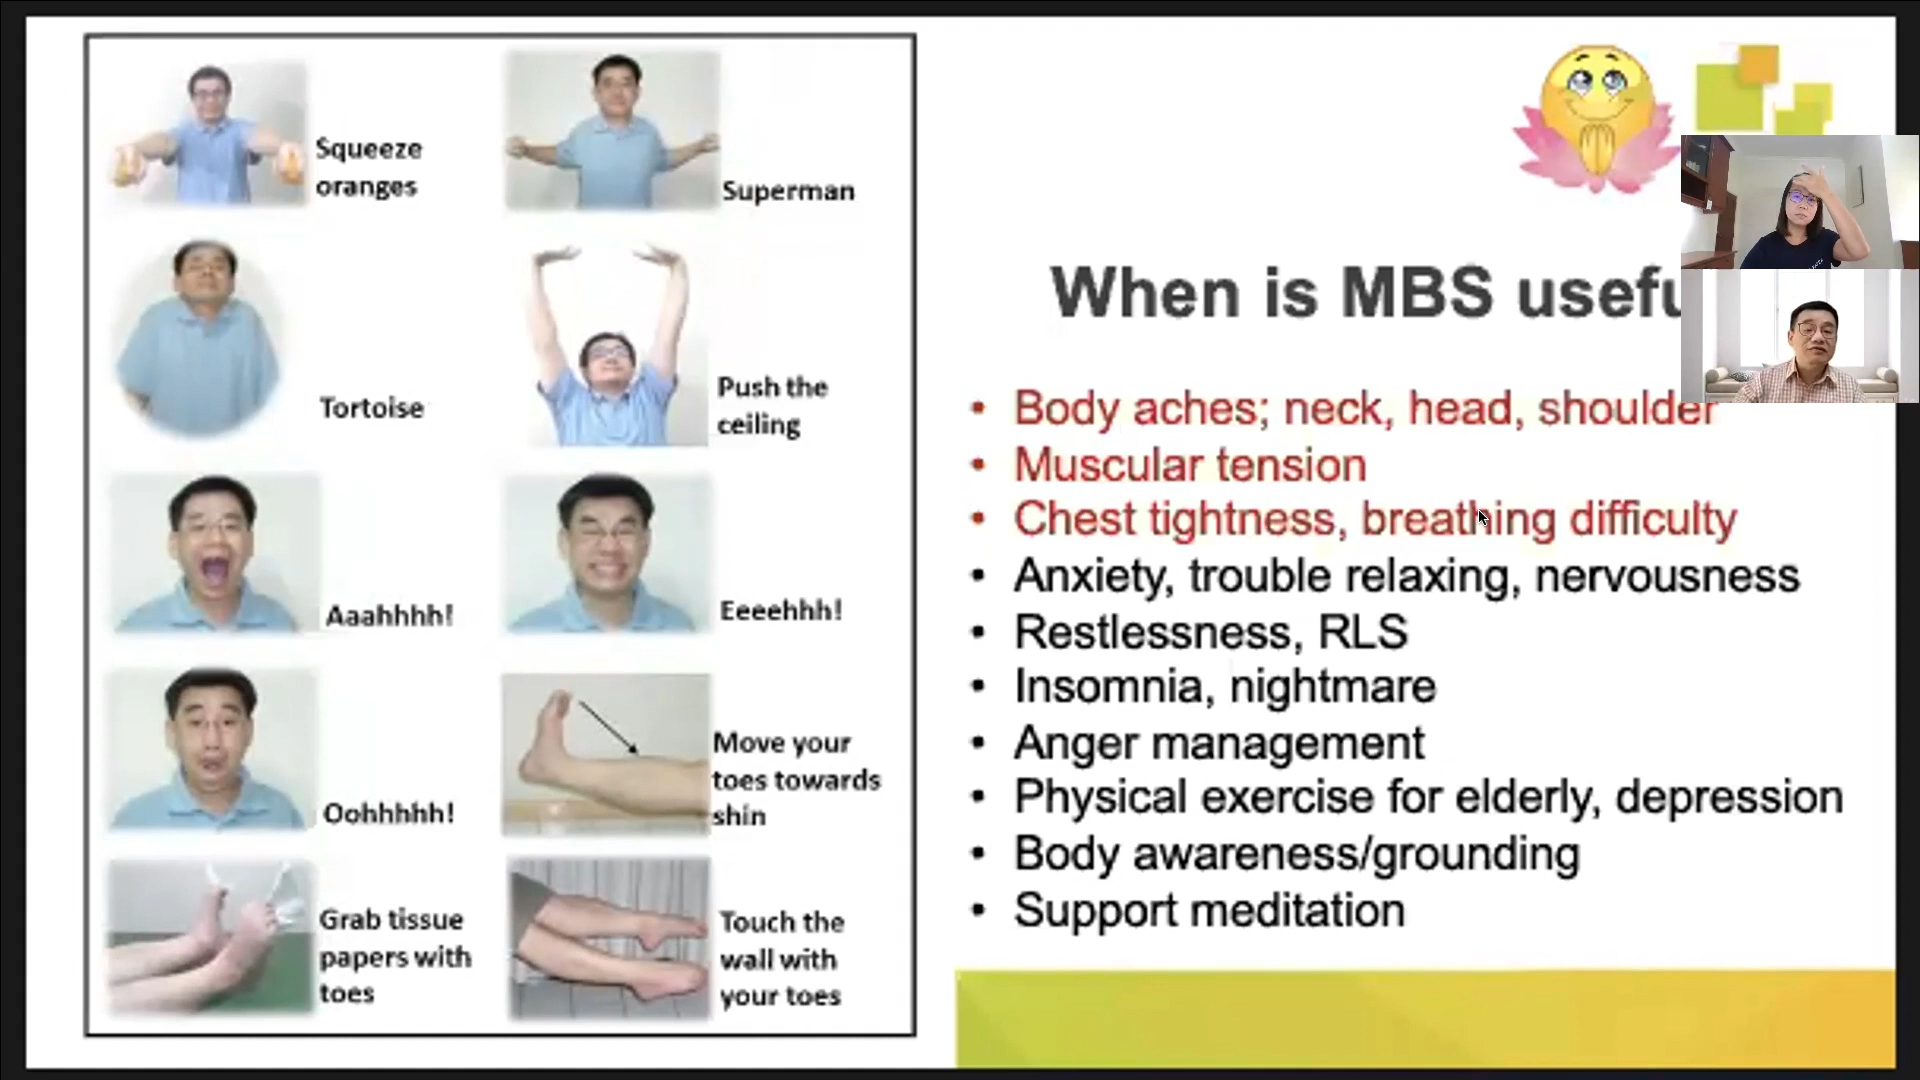 Squeeze
oranges
Superman
Tortoise
Push the
ceiling
Aaahhhh!
Eeeehhh!
Oohhhhh!
Move your
toes towards
shin
Grab tissue
papers with
toes
Touch the
wall with
your toes
When is MBS usefu
• Body aches; neck, head, shoulder
• Muscular tension
• Chest tightness, breathing difficulty
• Anxiety, trouble relaxing, nervousness
• Restlessness, RLS
• Insomnia, nightmare
• Anger management
• Physical exercise for elderly, depression
• Body awareness/grounding
• Support meditation